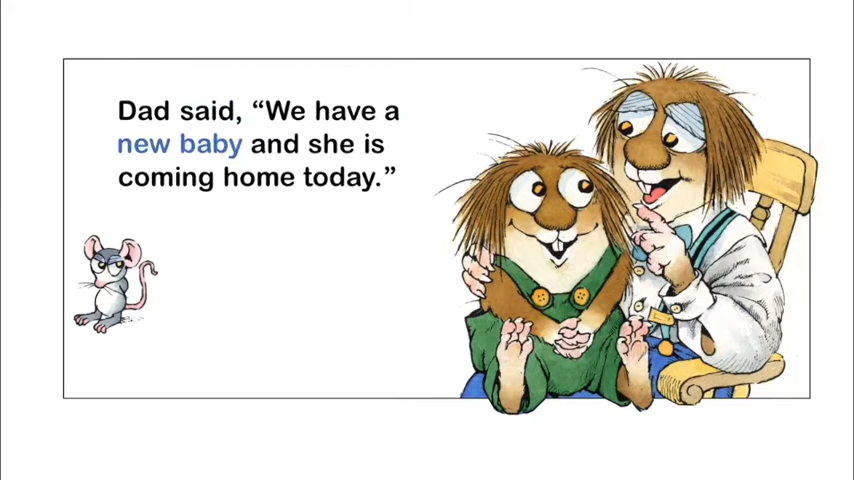 Dad said, “We have a
new baby and she is
coming home today.”